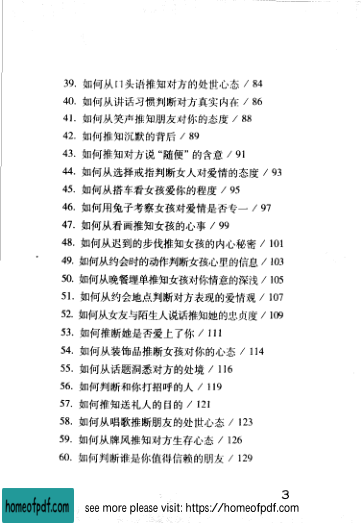 39. 如何从口头语推知对方的处世心态 / 84
40. 如何从讲话习惯判断对方真实内在 / 86
41. 如何从笑声推知朋友对你的态度 / 88
42. 如何推知沉默的背后 / 89
43. 如何推知对方说“随便”的含意 / 91
44. 如何从选择戒指判断女人对爱情的态度 / 93
45. 如何从搭车看女孩爱你的程度 / 95
46. 如何用兔子考察女孩对爱情是否专一 / 97
47. 如何从看画推知女孩的心事 / 99
48. 如何从迟到的步伐推知女孩的内心秘密 / 101
49. 如何从约会时的动作判断女孩心里的信息 / 103
50. 如何从晚餐埋单推知女孩对你情意的深浅 / 105
51. 如何从约会地点判断对方表现的爱情观 / 107
52. 如何从女友与陌生人说话推知她的忠贞度 / 109
53. 如何推断她是否爱上了你 / 111
54. 如何从装饰品推断女孩对你的心态 / 114
55. 如何从话题洞悉对方的处境 / 116
56. 如何判断和你打招呼的人 / 119
57. 如何推知送礼人的目的 / 121
58. 如何从唱歌推断朋友的处世心态 / 123
59. 如何从牌风推知对方生存心态 / 126
60. 如何判断谁是你值得信赖的朋友 / 129
3
homeofpdf.com see more please visit: https://homeofpdf.com